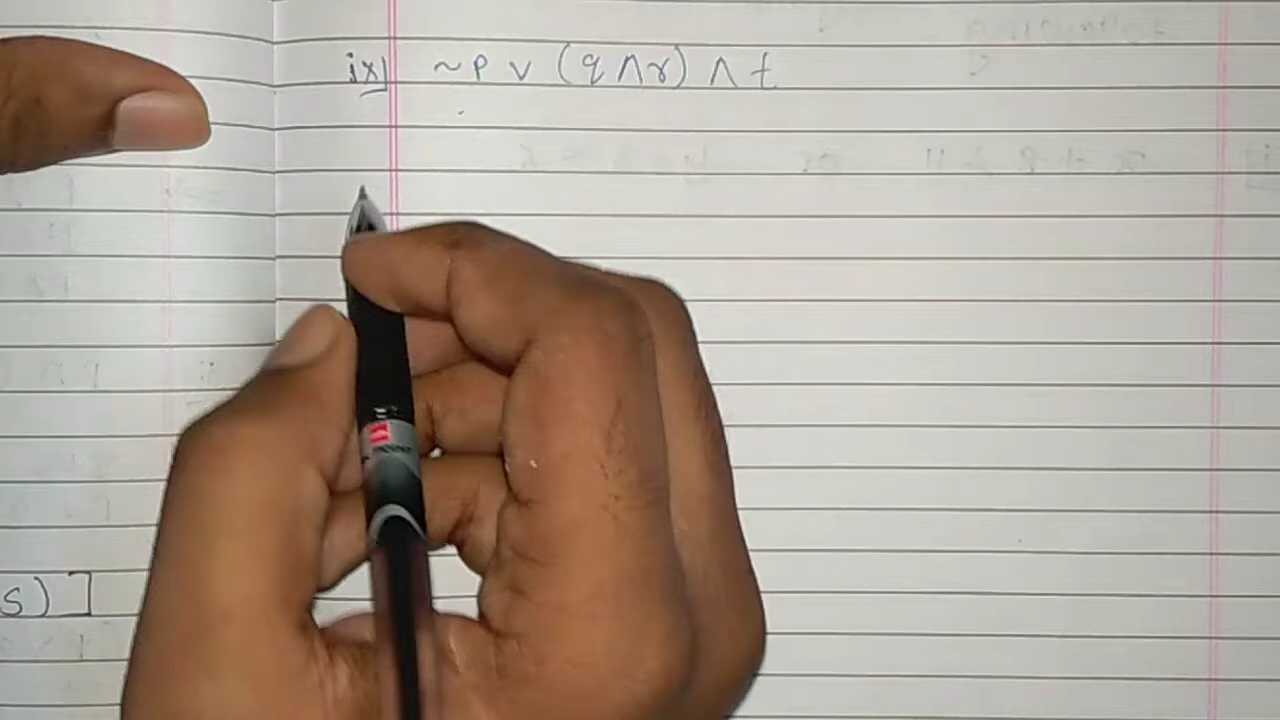 ix) ~p ∨ (q ∧ r) ∧ t
s) ]